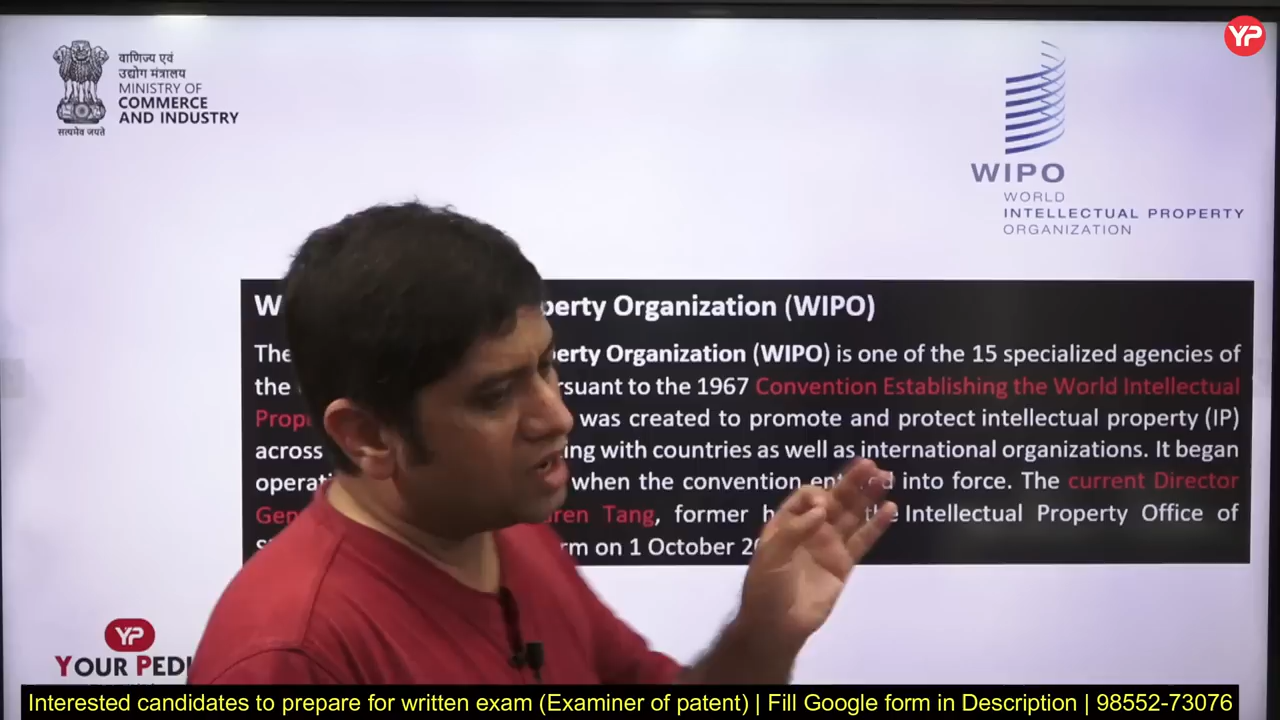 YP
वाणिज्य एवं
उद्योग मंत्रालय
MINISTRY OF
COMMERCE
AND INDUSTRY
सत्यमेव जयते
WIPO
WORLD
INTELLECTUAL PROPERTY
ORGANIZATION
perty Organization (WIPO)
The perty Organization (WIPO) is one of the 15 specialized agencies of
the rsuant to the 1967 Convention Establishing the World Intellectual
Prop was created to promote and protect intellectual property (IP)
across ing with countries as well as international organizations. It began
operati when the convention entered into force. The current Director
Gen ren Tang, former the Intellectual Property Office of
rm on 1 October
YP
YOUR PEDI
Interested candidates to prepare for written exam (Examiner of patent) | Fill Google form in Description | 98552-73076